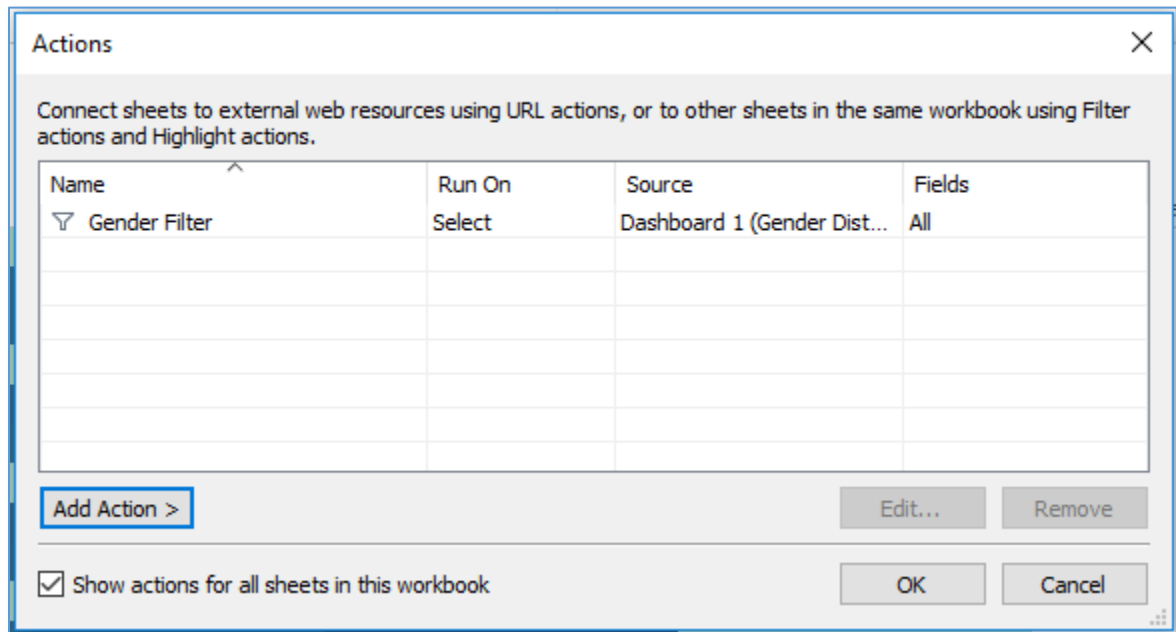 Actions
Connect sheets to external web resources using URL actions, or to other sheets in the same workbook using Filter
actions and Highlight actions.
Name Run On Source Fields
Gender Filter Select Dashboard 1 (Gender Dist... All
Add Action > Edit... Remove
Show actions for all sheets in this workbook OK Cancel